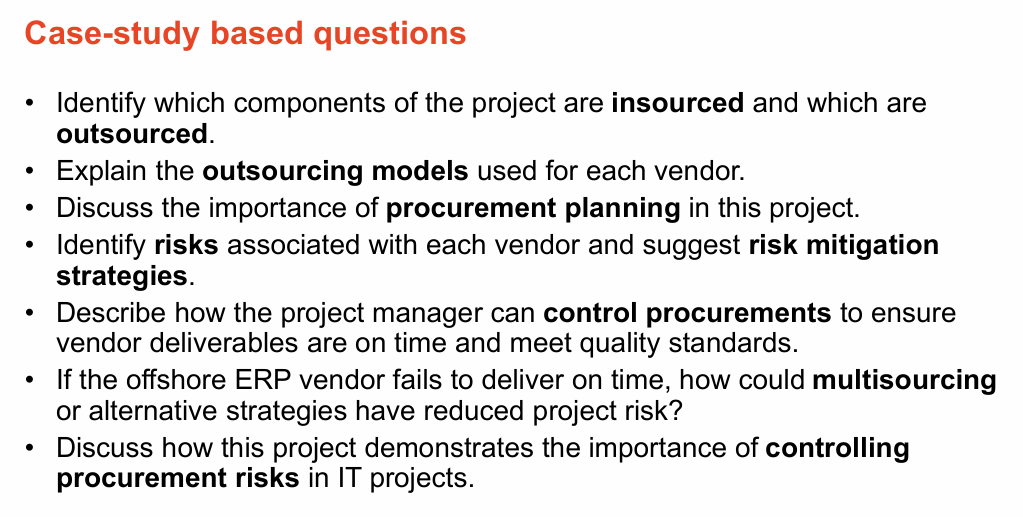 Case-study based questions
• Identify which components of the project are insourced and which are
outsourced.
• Explain the outsourcing models used for each vendor.
• Discuss the importance of procurement planning in this project.
• Identify risks associated with each vendor and suggest risk mitigation
strategies.
• Describe how the project manager can control procurements to ensure
vendor deliverables are on time and meet quality standards.
• If the offshore ERP vendor fails to deliver on time, how could multisourcing
or alternative strategies have reduced project risk?
• Discuss how this project demonstrates the importance of controlling
procurement risks in IT projects.